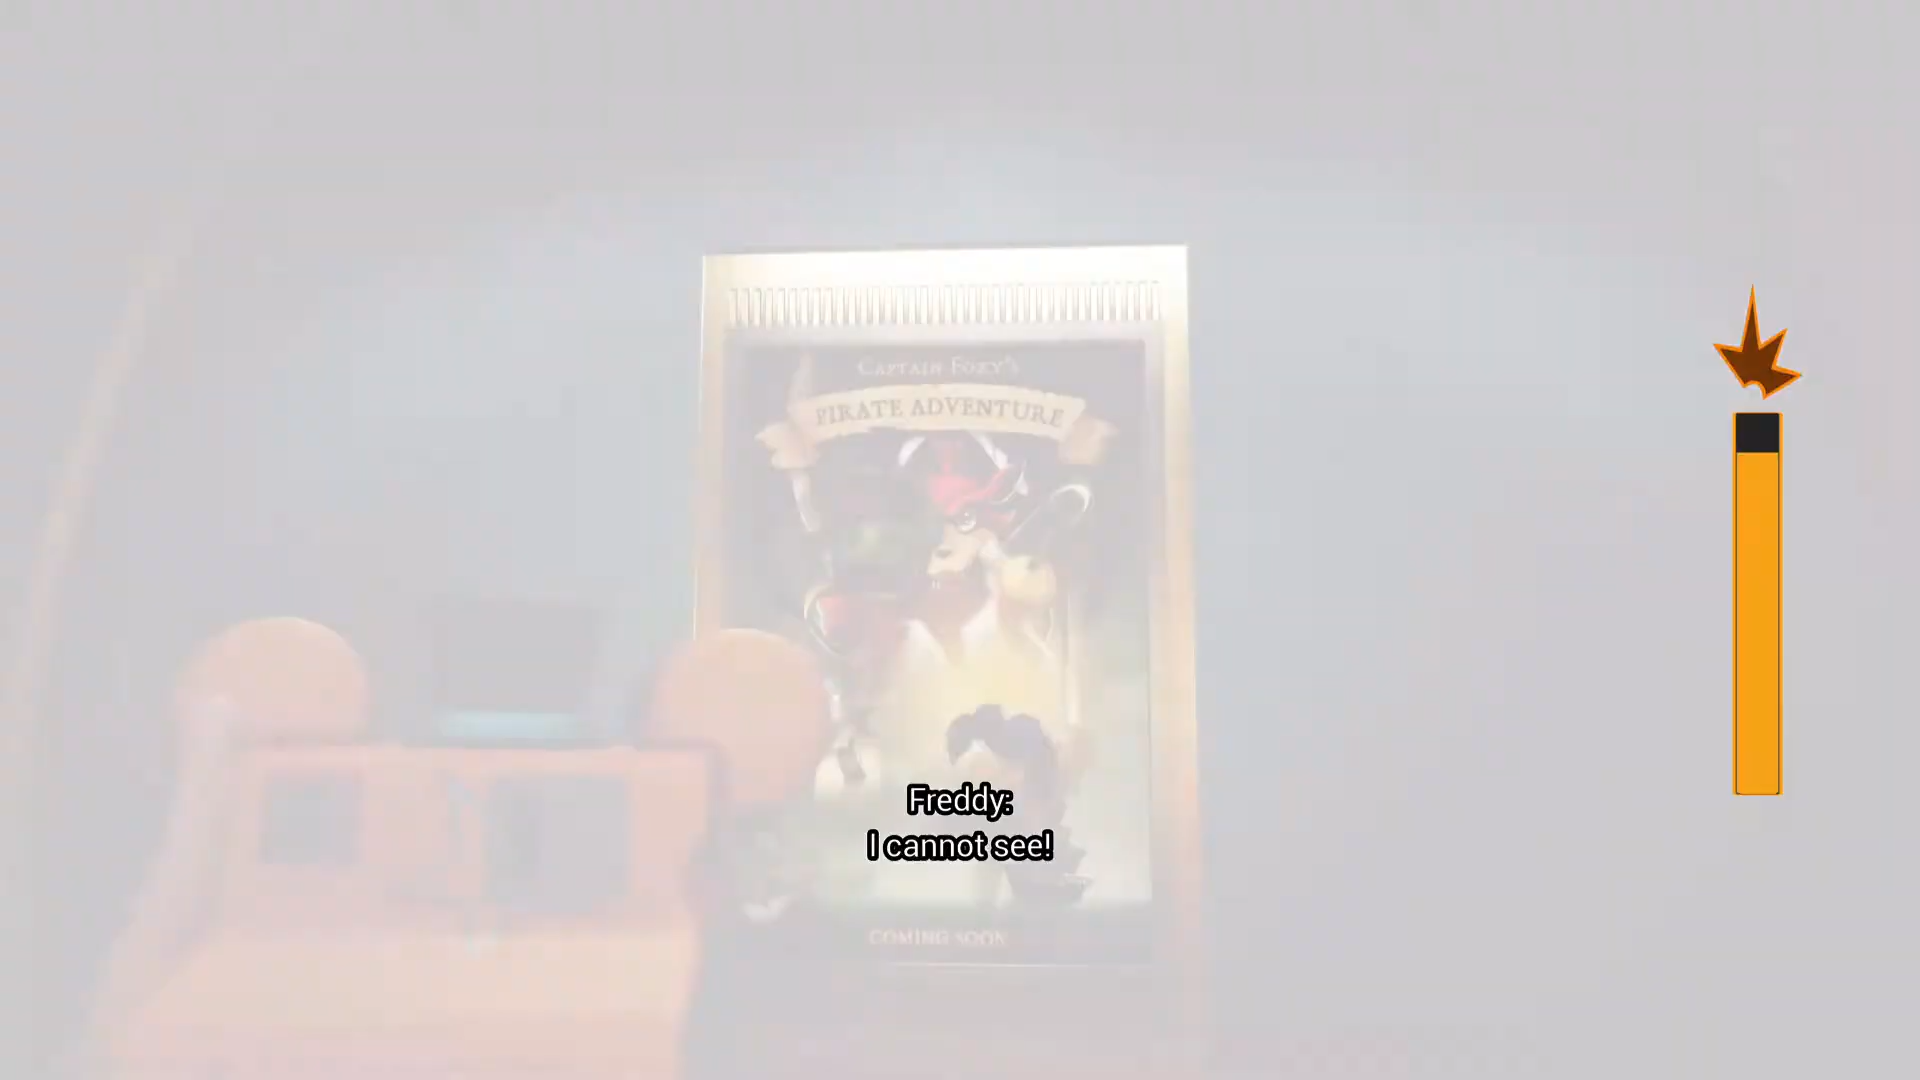 CAPTAIN FOXY'S
PIRATE ADVENTURE
Freddy:
I cannot see!
COMING SOON